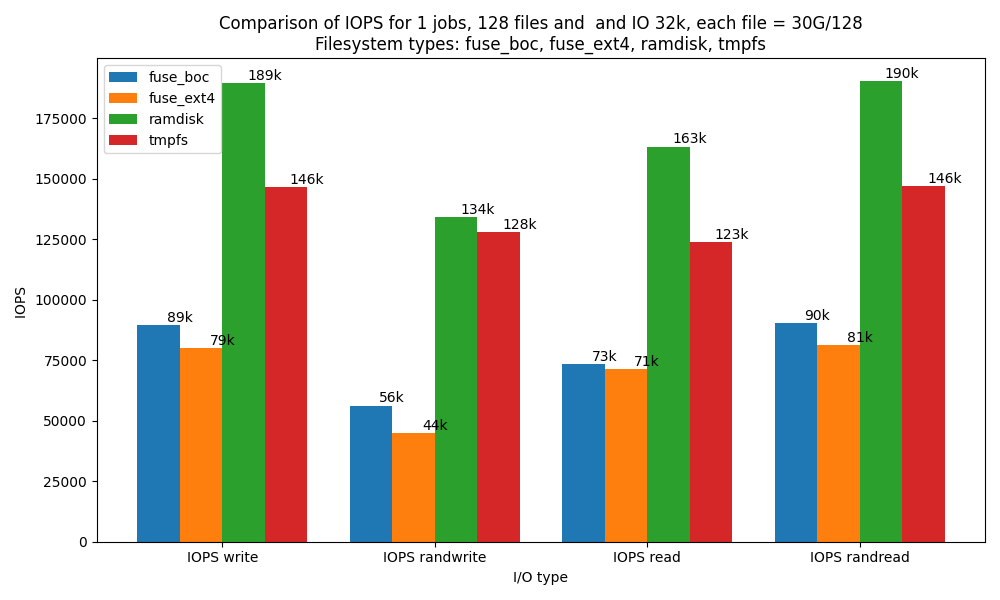 Comparison of IOPS for 1 jobs, 128 files and  and IO 32k, each file = 30G/128
Filesystem types: fuse_boc, fuse_ext4, ramdisk, tmpfs
fuse_boc
fuse_ext4
ramdisk
tmpfs
IOPS
175000
150000
125000
100000
75000
50000
25000
0
89k
79k
189k
146k
56k
44k
134k
128k
73k
71k
163k
123k
90k
81k
190k
146k
IOPS write
IOPS randwrite
IOPS read
IOPS randread
I/O type